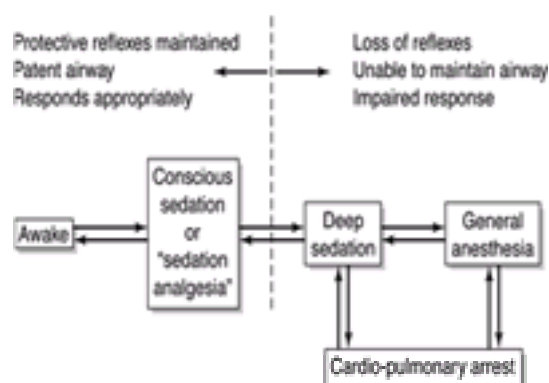 Protective reflexes maintained
Patent airway
Responds appropriately
Loss of reflexes
Unable to maintain airway
Impaired response
Awake
Conscious
sedation
or
"sedation
analgesia"
Deep
sedation
General
anesthesia
Cardio-pulmonary arrest